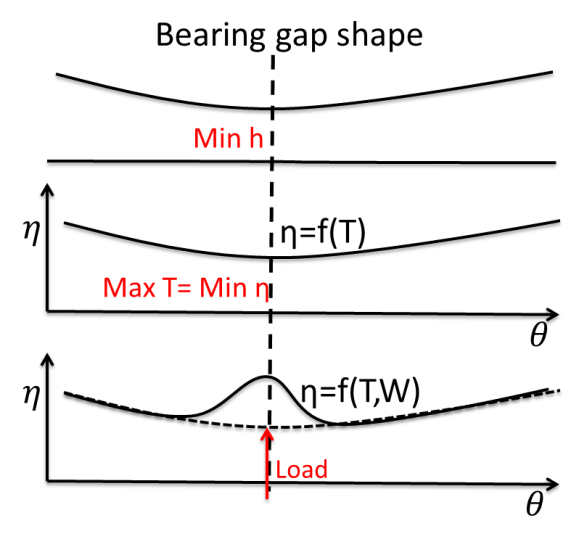 Bearing gap shape
Min h
η
η=f(T)
Max T= Min η
θ
η
η=f(T,W)
Load
θ